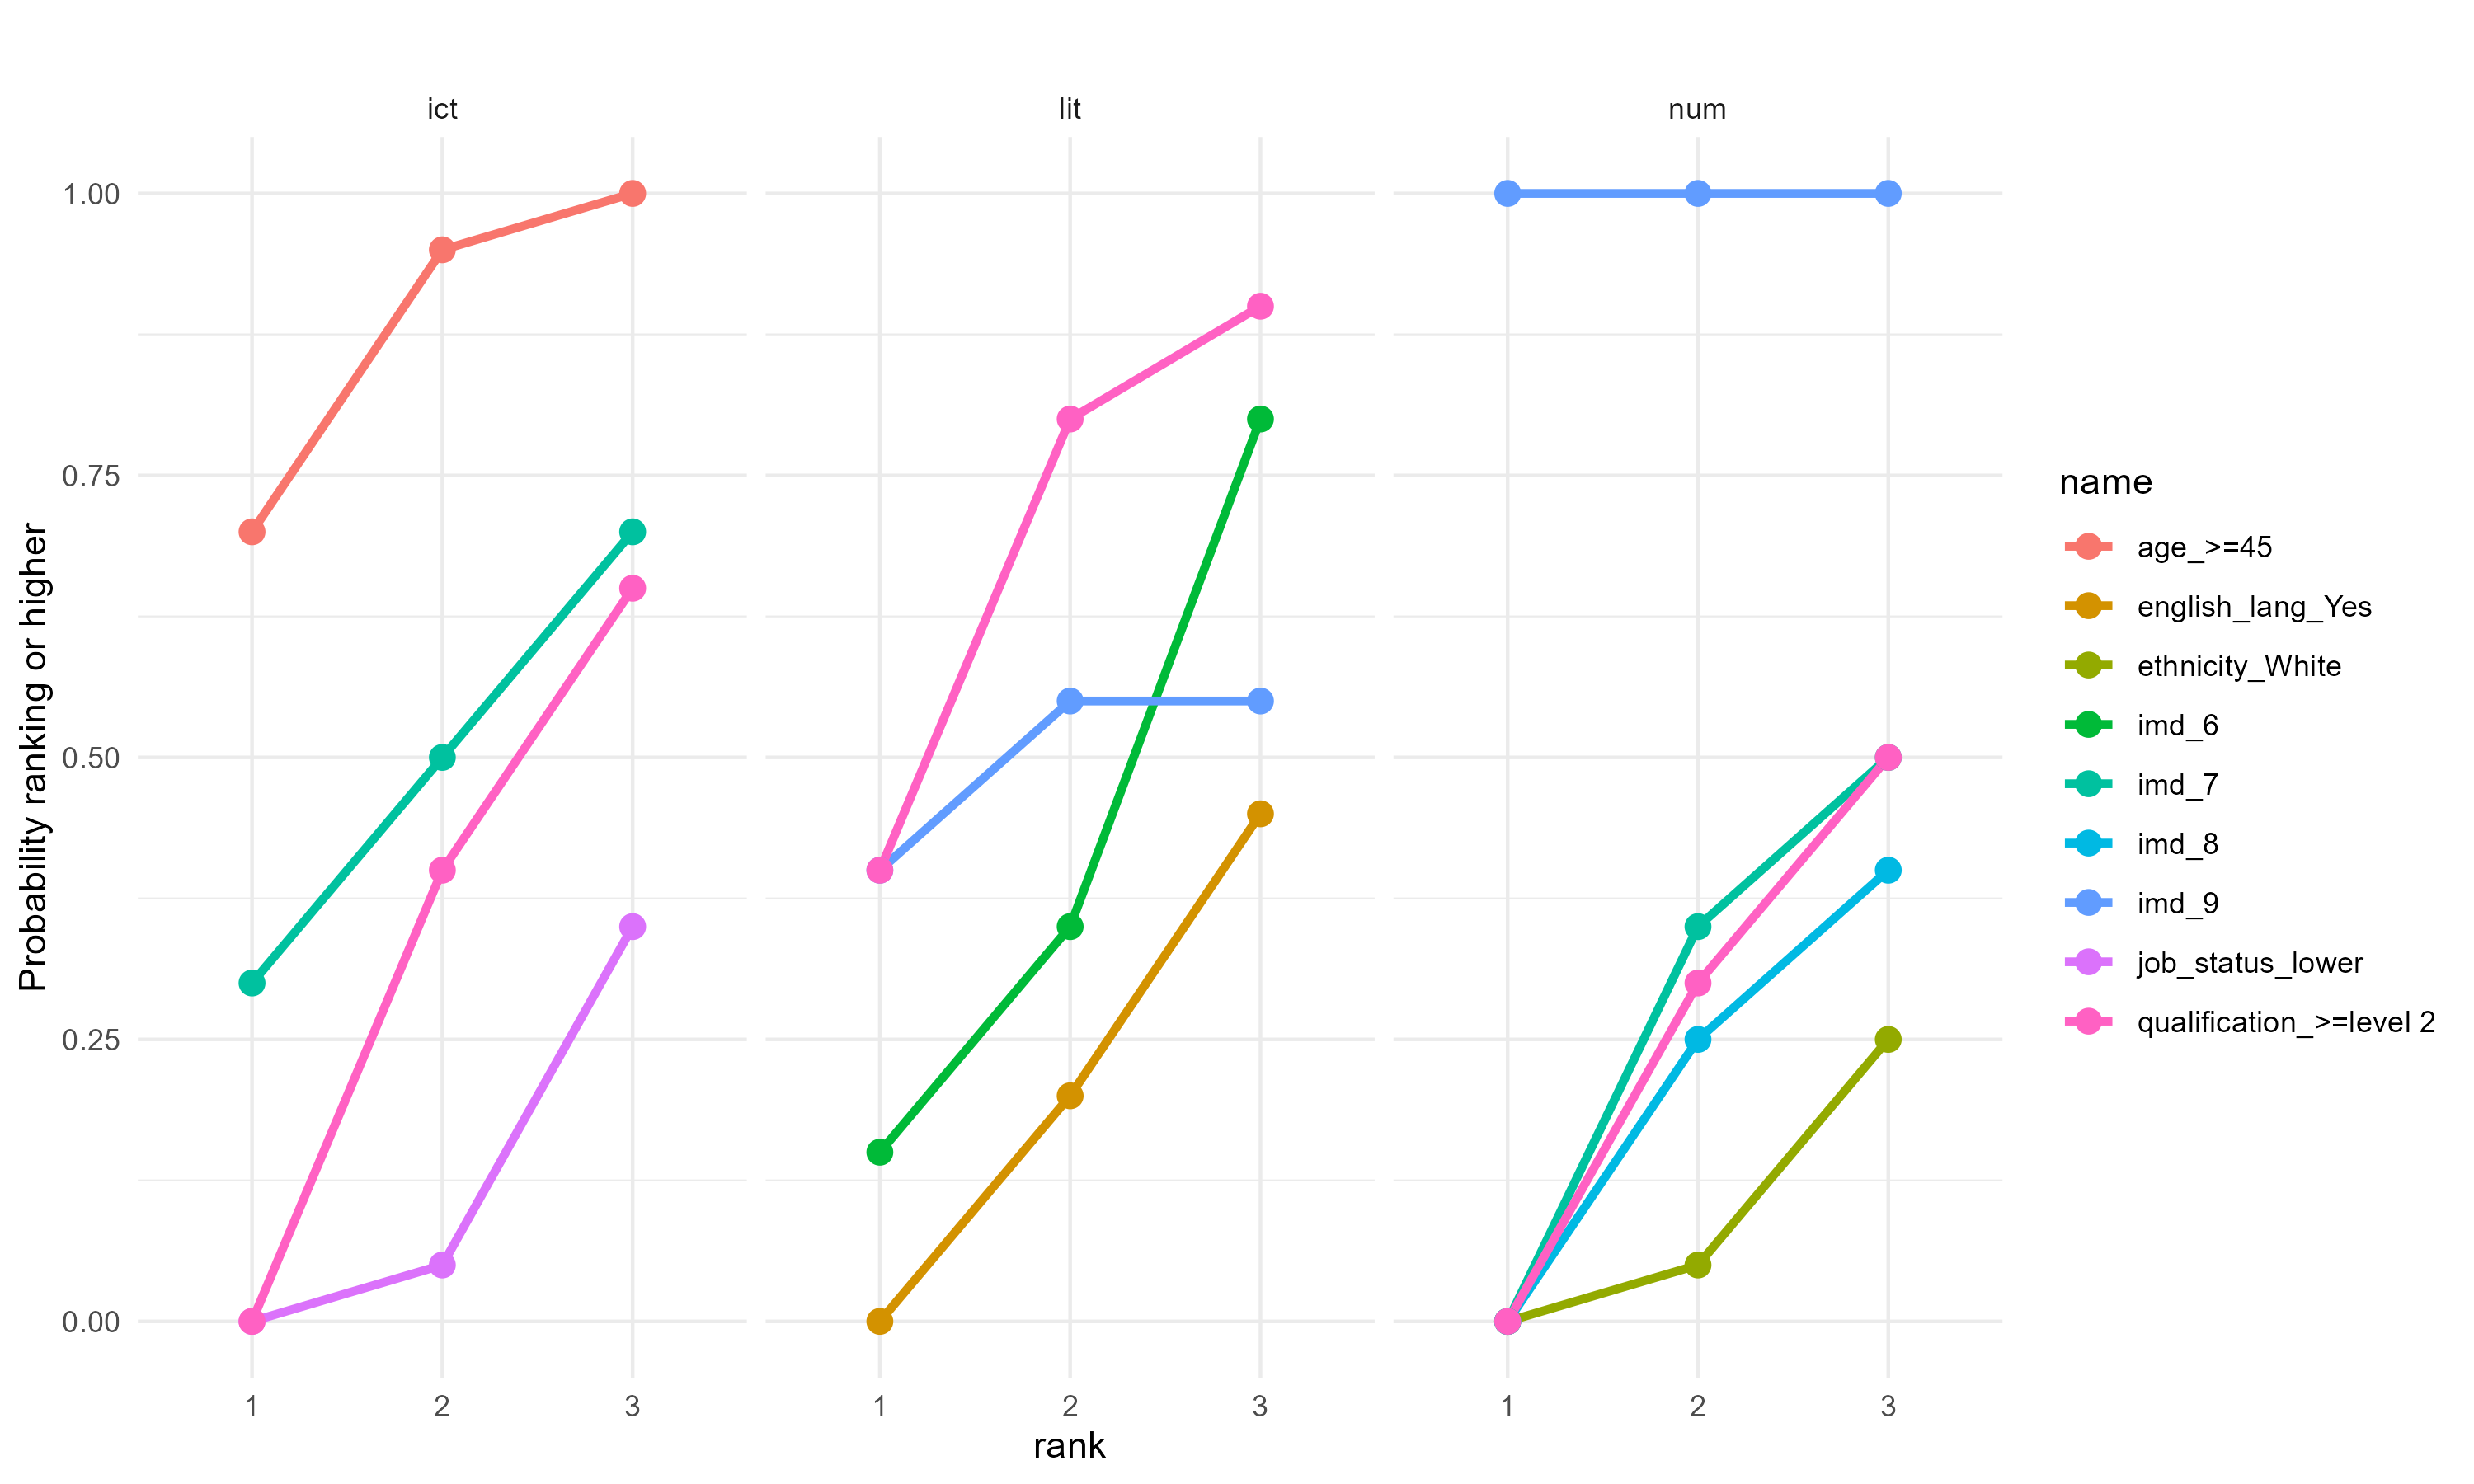 ict lit num
1.00
0.75
0.50
0.25
0.00
Probability ranking or higher
1 2 3 1 2 3 1 2 3
rank
name
age_>=45
english_lang_Yes
ethnicity_White
imd_6
imd_7
imd_8
imd_9
job_status_lower
qualification_>=level 2